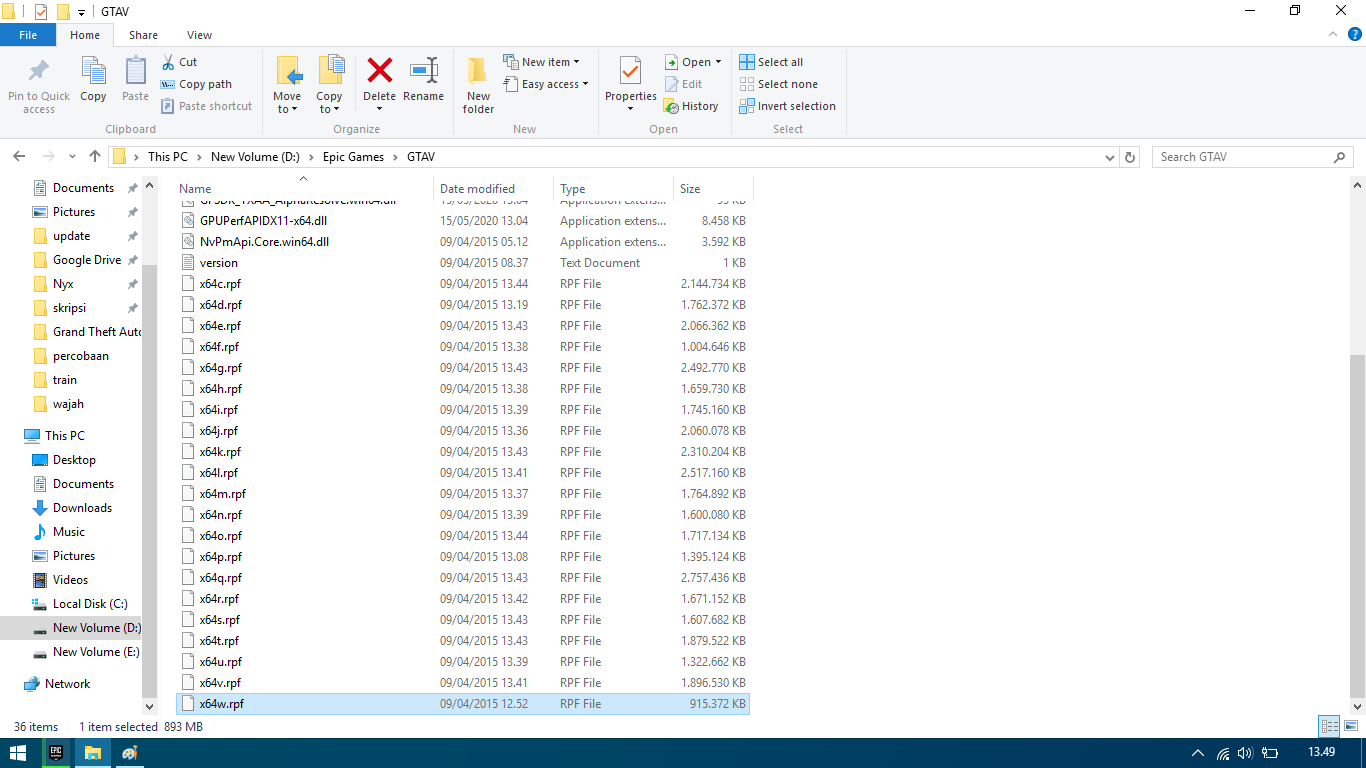 GTAV
File Home Share View
Pin to Quick access
Copy
Paste
Cut
Copy path
Paste shortcut
Clipboard
Move to
Copy to
Delete
Rename
Organize
New folder
New item
Easy access
New
Properties
Open
Edit
History
Open
Select all
Select none
Invert selection
Select
This PC > New Volume (D:) > Epic Games > GTAV
Search GTAV
Documents
Pictures
update
Google Drive
Nyx
skripsi
Grand Theft Auto
percobaan
train
wajah
This PC
Desktop
Documents
Downloads
Music
Pictures
Videos
Local Disk (C:)
New Volume (D:)
New Volume (E:)
Network
Name Date modified Type Size
GPUPerfAPIDX11-x64.dll 15/05/2020 13.04 Application extens... 8.458 KB
NvPmApi.Core.win64.dll 09/04/2015 05.12 Application extens... 3.592 KB
version 09/04/2015 08.37 Text Document 1 KB
x64c.rpf 09/04/2015 13.44 RPF File 2.144.734 KB
x64d.rpf 09/04/2015 13.19 RPF File 1.762.372 KB
x64e.rpf 09/04/2015 13.43 RPF File 2.066.362 KB
x64f.rpf 09/04/2015 13.38 RPF File 1.004.646 KB
x64g.rpf 09/04/2015 13.43 RPF File 2.492.770 KB
x64h.rpf 09/04/2015 13.38 RPF File 1.659.730 KB
x64i.rpf 09/04/2015 13.39 RPF File 1.745.160 KB
x64j.rpf 09/04/2015 13.36 RPF File 2.060.078 KB
x64k.rpf 09/04/2015 13.43 RPF File 2.310.204 KB
x64l.rpf 09/04/2015 13.41 RPF File 2.517.160 KB
x64m.rpf 09/04/2015 13.37 RPF File 1.764.892 KB
x64n.rpf 09/04/2015 13.39 RPF File 1.600.080 KB
x64o.rpf 09/04/2015 13.44 RPF File 1.717.134 KB
x64p.rpf 09/04/2015 13.08 RPF File 1.395.124 KB
x64q.rpf 09/04/2015 13.43 RPF File 2.757.436 KB
x64r.rpf 09/04/2015 13.42 RPF File 1.671.152 KB
x64s.rpf 09/04/2015 13.43 RPF File 1.607.682 KB
x64t.rpf 09/04/2015 13.43 RPF File 1.879.522 KB
x64u.rpf 09/04/2015 13.39 RPF File 1.322.662 KB
x64v.rpf 09/04/2015 13.41 RPF File 1.896.530 KB
x64w.rpf 09/04/2015 12.52 RPF File 915.372 KB
36 items 1 item selected 893 MB
EPIC
13.49